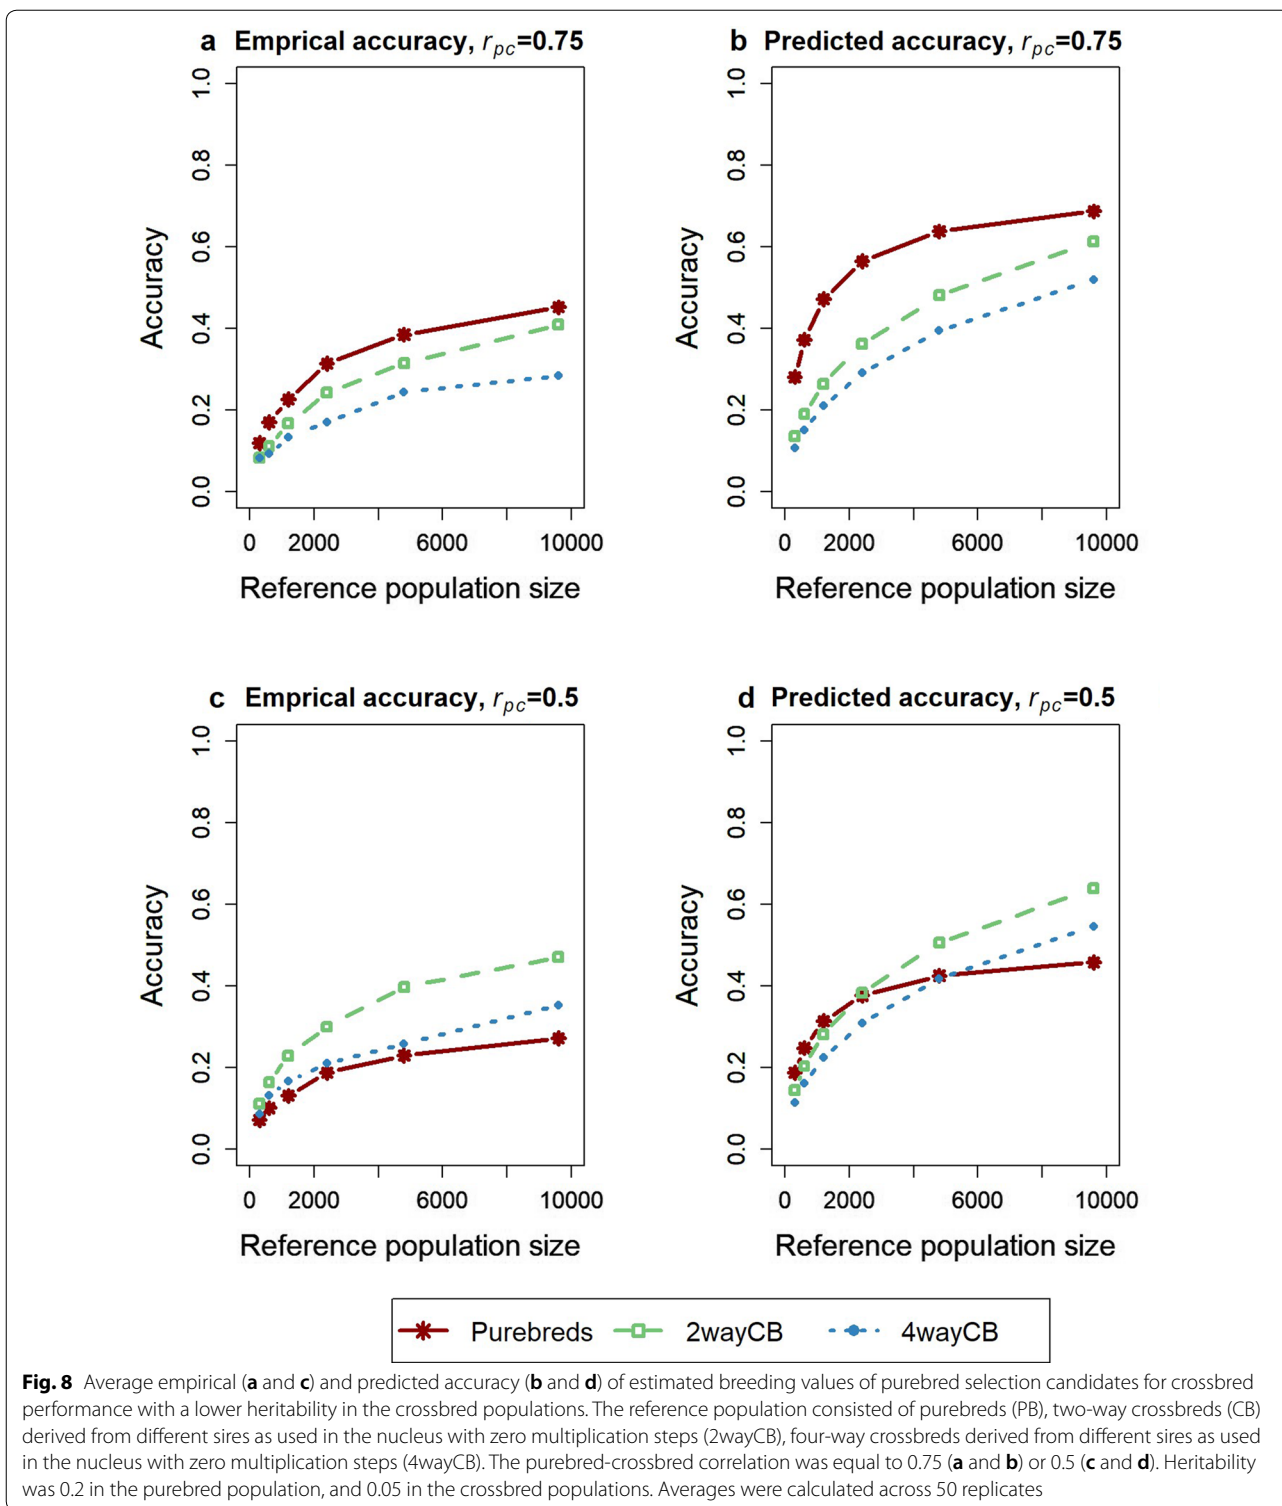 a Emprical accuracy, rpc=0.75
1.0
0.8
0.6
0.4
0.2
0.0
Accuracy
0 2000 6000 10000
Reference population size
b Predicted accuracy, rpc=0.75
1.0
0.8
0.6
0.4
0.2
0.0
Accuracy
0 2000 6000 10000
Reference population size
c Emprical accuracy, rpc=0.5
1.0
0.8
0.6
0.4
0.2
0.0
Accuracy
0 2000 6000 10000
Reference population size
d Predicted accuracy, rpc=0.5
1.0
0.8
0.6
0.4
0.2
0.0
Accuracy
0 2000 6000 10000
Reference population size
Purebreds 2wayCB 4wayCB
Fig. 8 Average empirical (a and c) and predicted accuracy (b and d) of estimated breeding values of purebred selection candidates for crossbred
performance with a lower heritability in the crossbred populations. The reference population consisted of purebreds (PB), two-way crossbreds (CB)
derived from different sires as used in the nucleus with zero multiplication steps (2wayCB), four-way crossbreds derived from different sires as used
in the nucleus with zero multiplication steps (4wayCB). The purebred-crossbred correlation was equal to 0.75 (a and b) or 0.5 (c and d). Heritability
was 0.2 in the purebred population, and 0.05 in the crossbred populations. Averages were calculated across 50 replicates